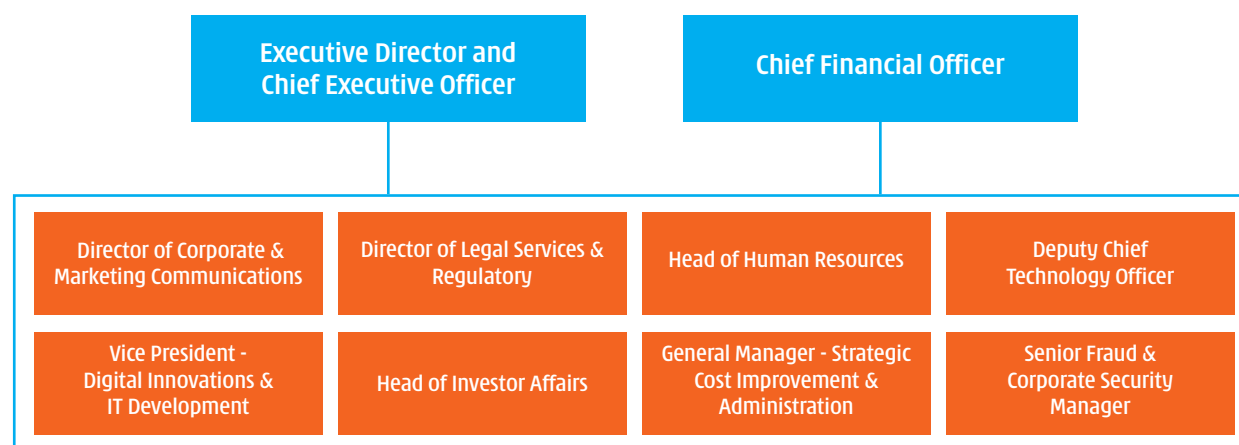 Executive Director and
Chief Executive Officer
Chief Financial Officer
Director of Corporate &
Marketing Communications
Director of Legal Services &
Regulatory
Head of Human Resources
Deputy Chief
Technology Officer
Vice President -
Digital Innovations &
IT Development
Head of Investor Affairs
General Manager - Strategic
Cost Improvement &
Administration
Senior Fraud &
Corporate Security
Manager